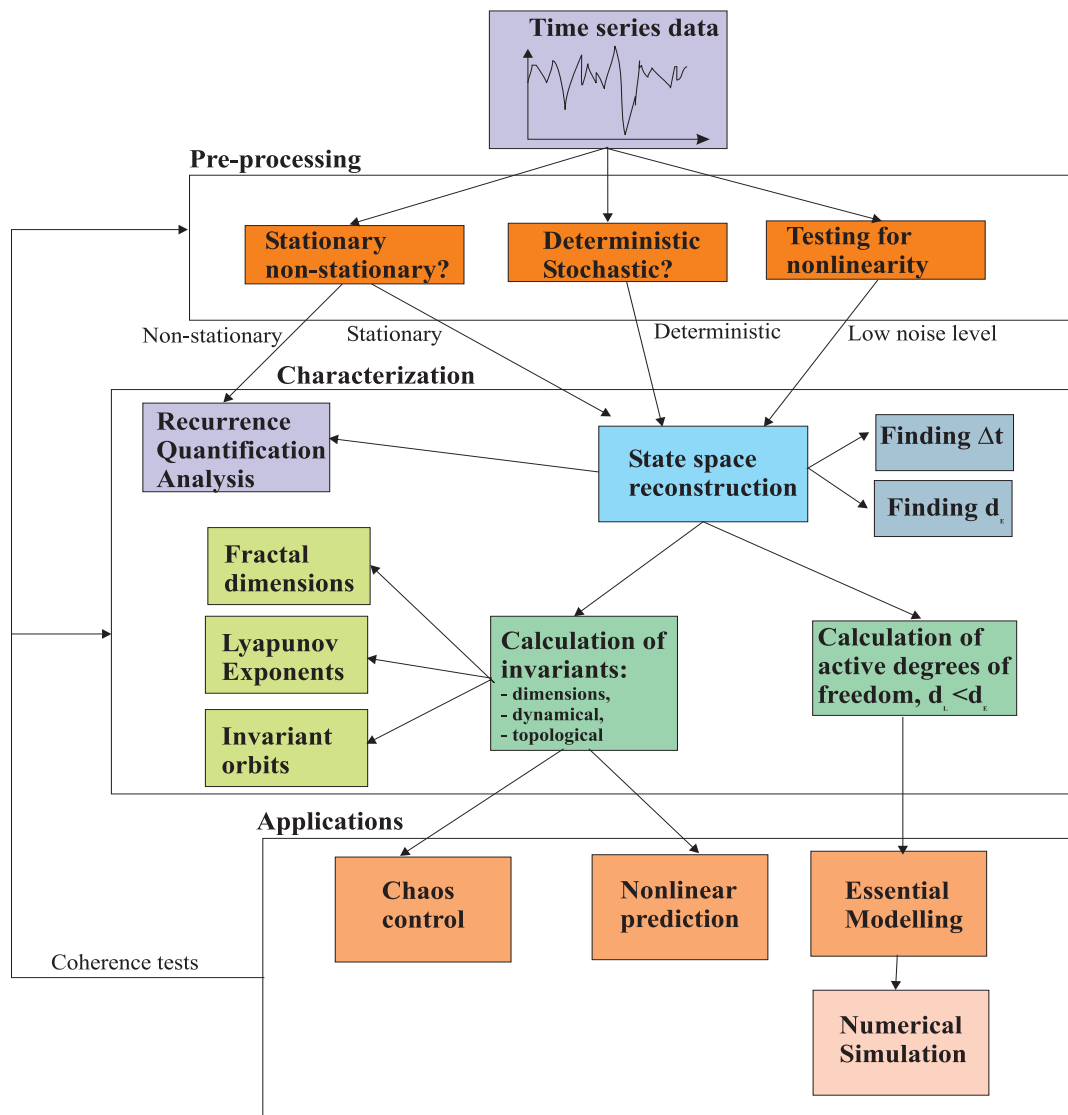 Time series data
Pre-processing
Stationary
non-stationary?
Deterministic
Stochastic?
Testing for
nonlinearity
Non-stationary
Stationary
Deterministic
Low noise level
Characterization
Recurrence
Quantification
Analysis
State space
reconstruction
Finding Δt
Finding d_E
Fractal
dimensions
Lyapunov
Exponents
Invariant
orbits
Calculation of
invariants:
- dimensions,
- dynamical,
- topological
Calculation of
active degrees of
freedom, d_L <d_E
Applications
Chaos
control
Nonlinear
prediction
Essential
Modelling
Coherence tests
Numerical
Simulation